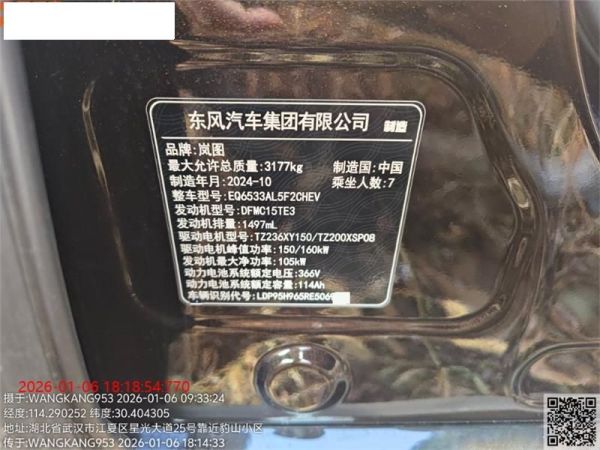 东风汽车集团有限公司 制造
品牌:岚图
最大允许总质量:3177kg 制造国:中国
制造年月:2024-10 乘坐人数:7
整车型号:EQ6533AL5F2CHEV
发动机型号:DFMC15TE3
发动机排量:1497mL
驱动电机型号:TZ236XY150/TZ200XSP08
驱动电机峰值功率:150/160kW
发动机最大净功率:105kW
动力电池系统额定电压:366V
动力电池系统额定容量:114Ah
车辆识别代号:LDP95H965RE506
2026-01-06 18:18:54:770
摄于:WANGKANG953 2026-01-06 09:33:24
经度:114.290252 纬度:30.404305
地址:湖北省武汉市江夏区星光大道25号靠近豹山小区
传于:WANGKANG953 2026-01-06 18:14:33